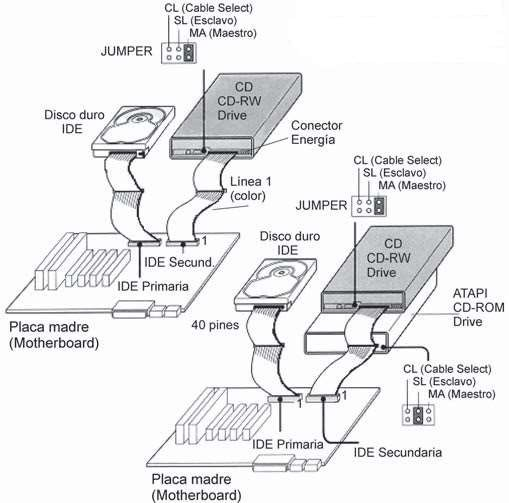 CL (Cable Select)
SL (Esclavo)
MA (Maestro)
JUMPER
CD
CD-RW
Drive
Disco duro
IDE
Conector
Energía
Linea 1
(color)
1
1
IDE Secund.
IDE Primaria
Placa madre
(Motherboard)
CL (Cable Select)
SL (Esclavo)
MA (Maestro)
JUMPER
Disco duro
IDE
CD
CD-RW
Drive
ATAPI
CD-ROM
Drive
40 pines
CL (Cable Select)
SL (Esclavo)
MA (Maestro)
1
1
IDE Primaria
IDE Secundaria
Placa madre
(Motherboard)